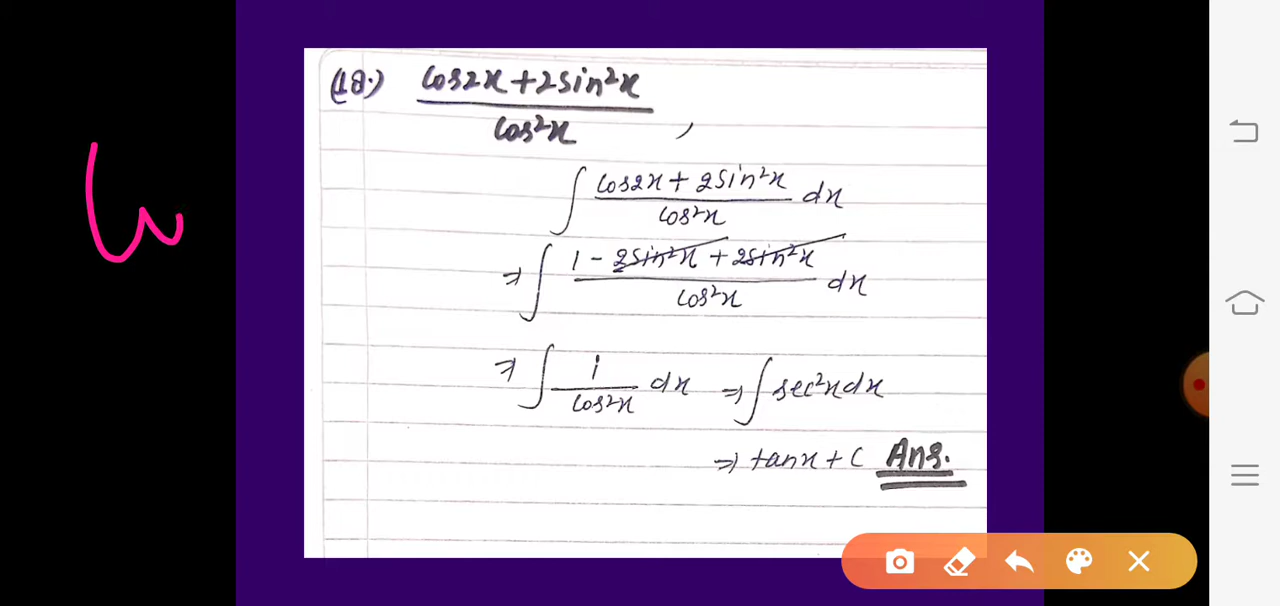 (18.) cos2x+2sin²x / cos²x ,
∫ cos2x + 2sin²x / cos²x dx
⇒ ∫ 1 - 2sin²x + 2sin²x / cos²x dx
⇒ ∫ 1 / cos²x dx ⇒ ∫ sec²x dx
⇒ tanx + C Ans.